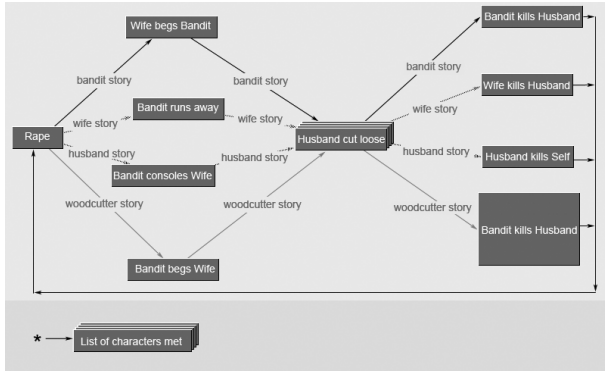 Wife begs Bandit
Bandit kills Husband
bandit story
bandit story
bandit story
Wife kills Husband
Bandit runs away
wife story
wife story
wife story
Rape
Husband cut loose
husband story
husband story
husband story
Husband kills Self
Bandit consoles Wife
woodcutter story
woodcutter story
woodcutter story
Bandit kills Husband
Bandit begs Wife
* List of characters met